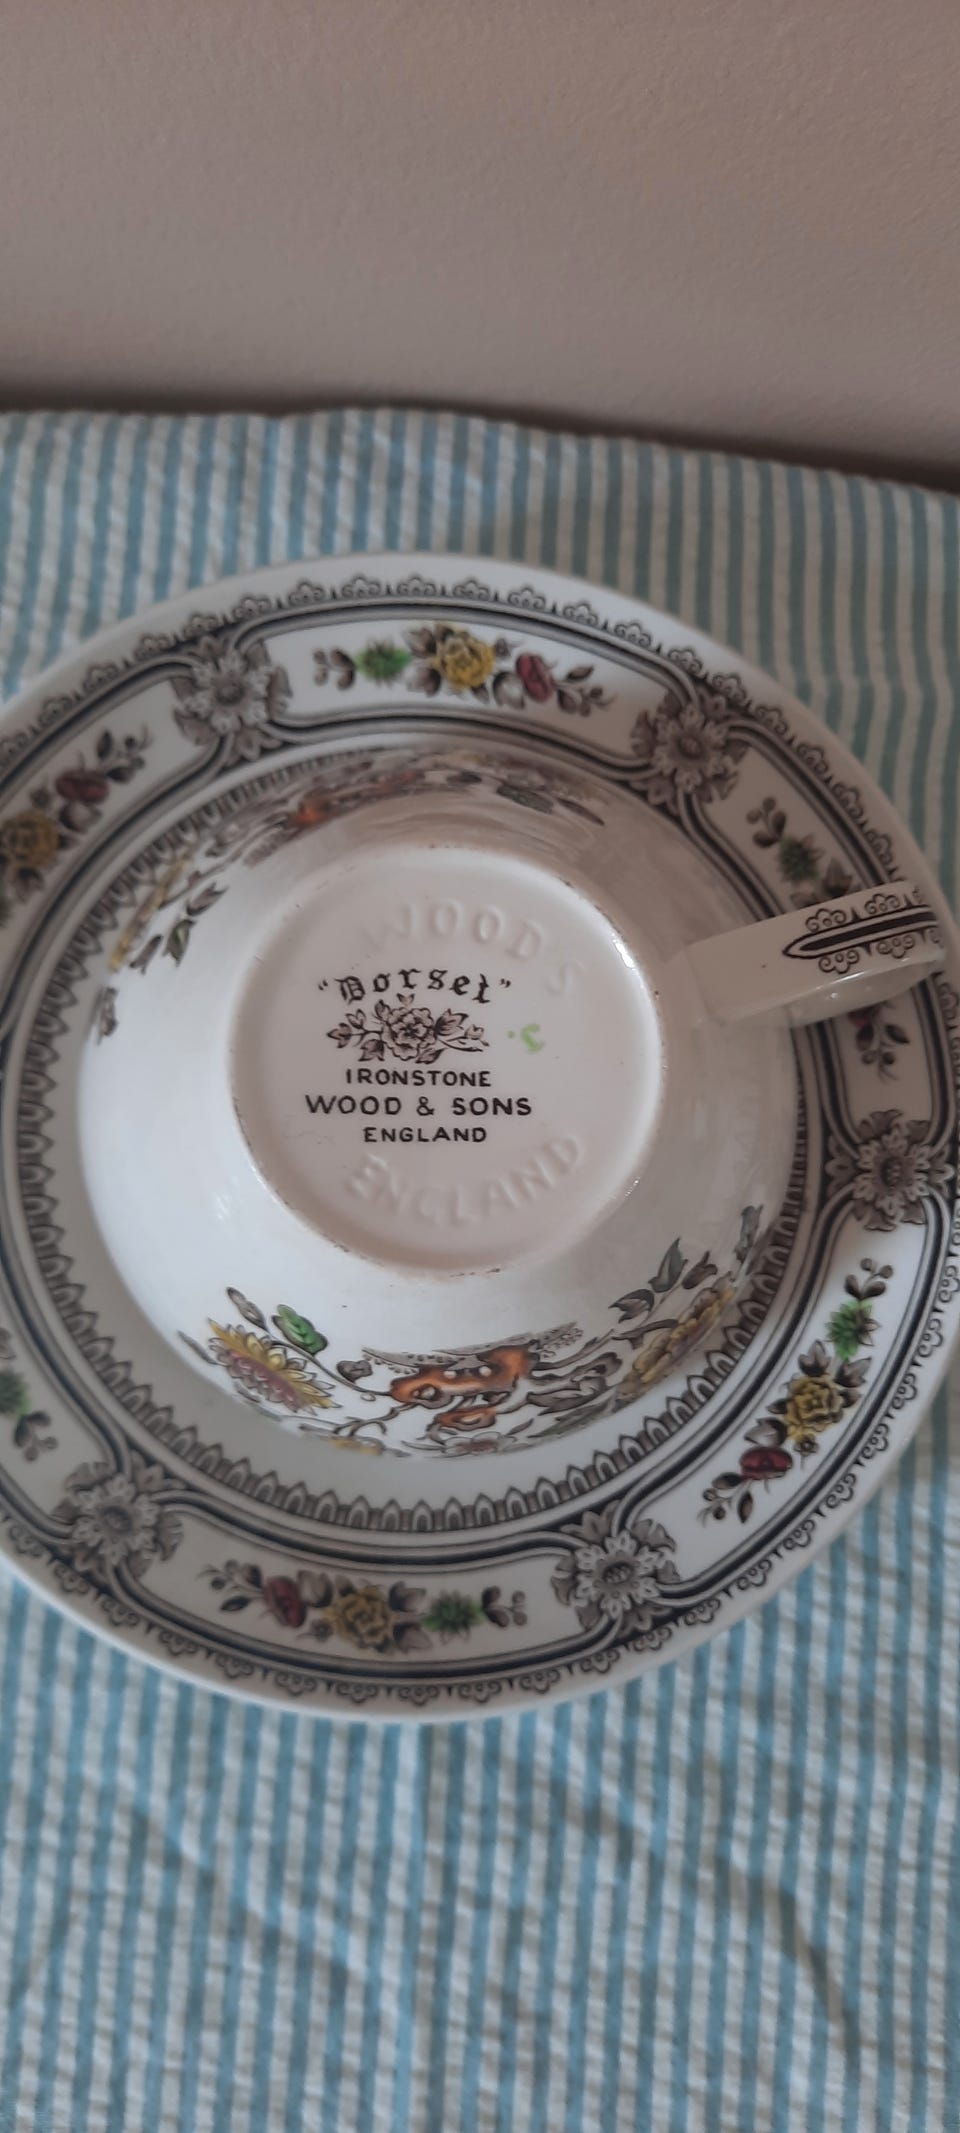 WOOD'S
"Dorset"
IRONSTONE
WOOD & SONS
ENGLAND
ENGLAND